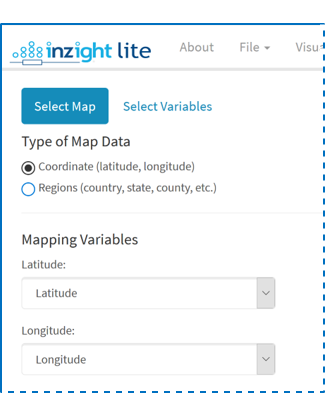 inzight lite About File Visu
Select Map Select Variables
Type of Map Data
Coordinate (latitude, longitude)
Regions (country, state, county, etc.)
Mapping Variables
Latitude:
Latitude
Longitude:
Longitude